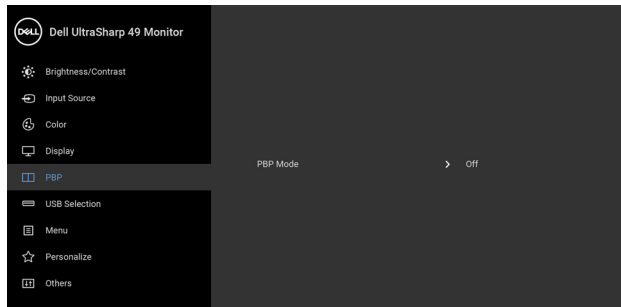 DELL
Dell UltraSharp 49 Monitor
Brightness/Contrast
Input Source
Color
Display
PBP
PBP Mode
Off
USB Selection
Menu
Personalize
Others